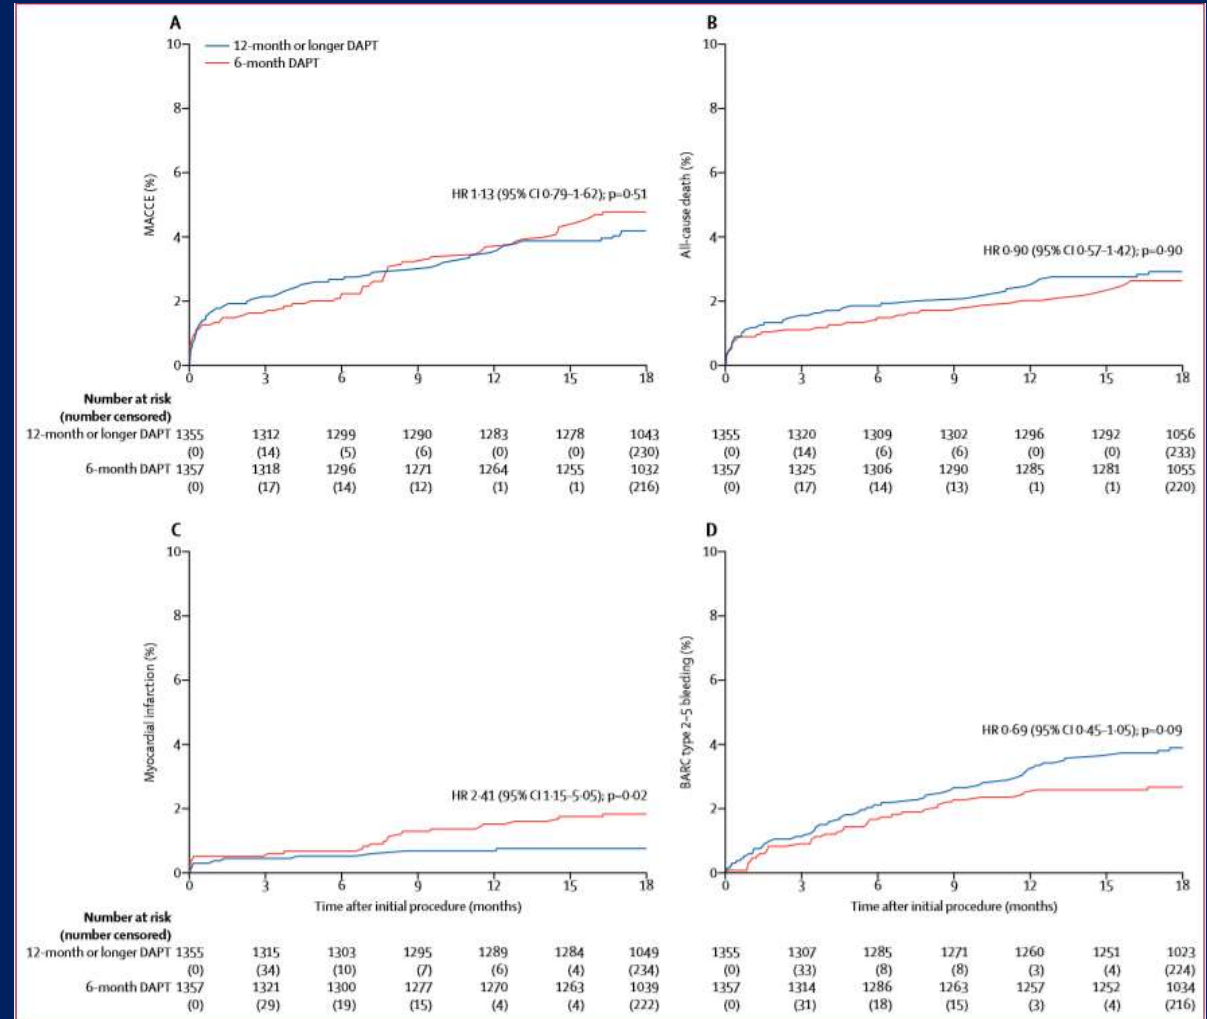 A
10
8
6
4
2
0
MACCE (%)
12-month or longer DAPT
6-month DAPT
HR 1·13 (95% CI 0·79–1·62); p=0·51
0 3 6 9 12 15 18
B
10
8
6
4
2
0
All-cause death (%)
HR 0·90 (95% CI 0·57–1·42); p=0·90
0 3 6 9 12 15 18
Number at risk
(number censored)
12-month or longer DAPT 1355 1312 1299 1290 1283 1278 1043 1355 1320 1309 1302 1296 1292 1056
(0) (14) (5) (6) (0) (0) (230) (0) (14) (6) (6) (0) (0) (233)
6-month DAPT 1357 1318 1296 1271 1264 1255 1032 1357 1325 1306 1290 1285 1281 1055
(0) (17) (14) (12) (1) (1) (216) (0) (17) (14) (13) (1) (1) (220)
C
10
8
6
4
2
0
Myocardial infarction (%)
HR 2·41 (95% CI 1·15–5·05); p=0·02
0 3 6 9 12 15 18
Time after initial procedure (months)
D
10
8
6
4
2
0
BARC type 2–5 bleeding (%)
HR 0·69 (95% CI 0·45–1·05); p=0·09
0 3 6 9 12 15 18
Time after initial procedure (months)
Number at risk
(number censored)
12-month or longer DAPT 1355 1315 1303 1295 1289 1284 1049 1355 1307 1285 1271 1260 1251 1023
(0) (34) (10) (7) (6) (4) (234) (0) (33) (8) (8) (3) (4) (224)
6-month DAPT 1357 1321 1300 1277 1270 1263 1039 1357 1314 1286 1263 1257 1252 1034
(0) (29) (19) (15) (4) (4) (222) (0) (31) (18) (15) (3) (4) (216)